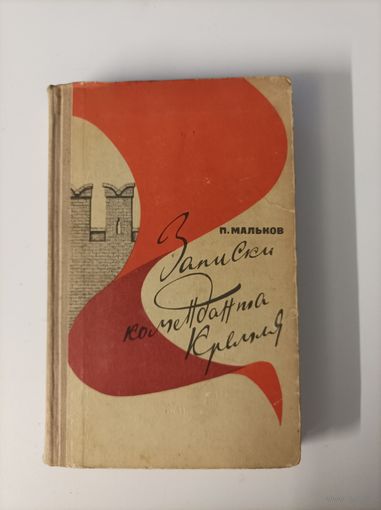 П. МАЛЬКОВ
Записки
коменданта
Кремля